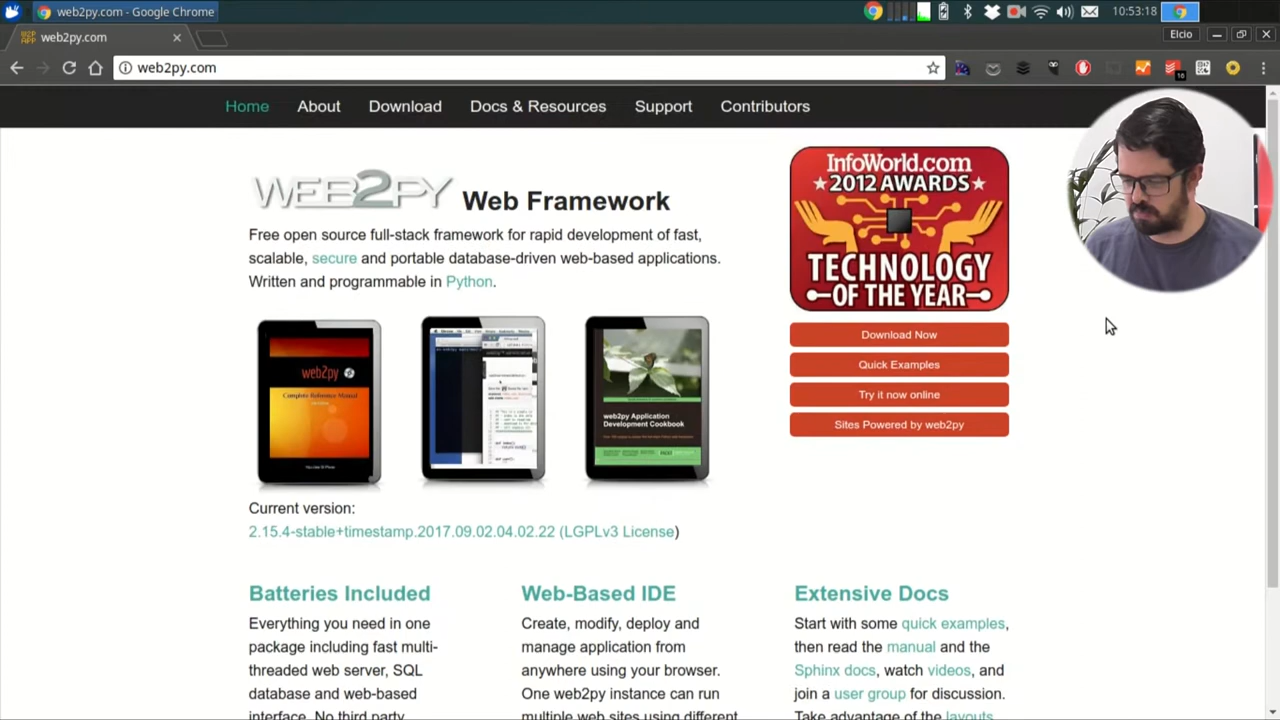 web2py.com - Google Chrome
10:53:18
web2py.com
Elcio
web2py.com
16
Home
About
Download
Docs & Resources
Support
Contributors
WEB2PY Web Framework
Free open source full-stack framework for rapid development of fast,
scalable, secure and portable database-driven web-based applications.
Written and programmable in Python.
InfoWorld.com
2012 AWARDS
TECHNOLOGY
OF THE YEAR
Download Now
Quick Examples
Try it now online
Sites Powered by web2py
web2py
Complete Reference Manual
web2py Application
Development Cookbook
Current version:
2.15.4-stable+timestamp.2017.09.02.04.02.22 (LGPLv3 License)
Batteries Included
Everything you need in one
package including fast multi-
threaded web server, SQL
database and web-based
interface. No third party
Web-Based IDE
Create, modify, deploy and
manage application from
anywhere using your browser.
One web2py instance can run
multiple web sites using different
Extensive Docs
Start with some quick examples,
then read the manual and the
Sphinx docs, watch videos, and
join a user group for discussion.
Take advantage of the layouts,